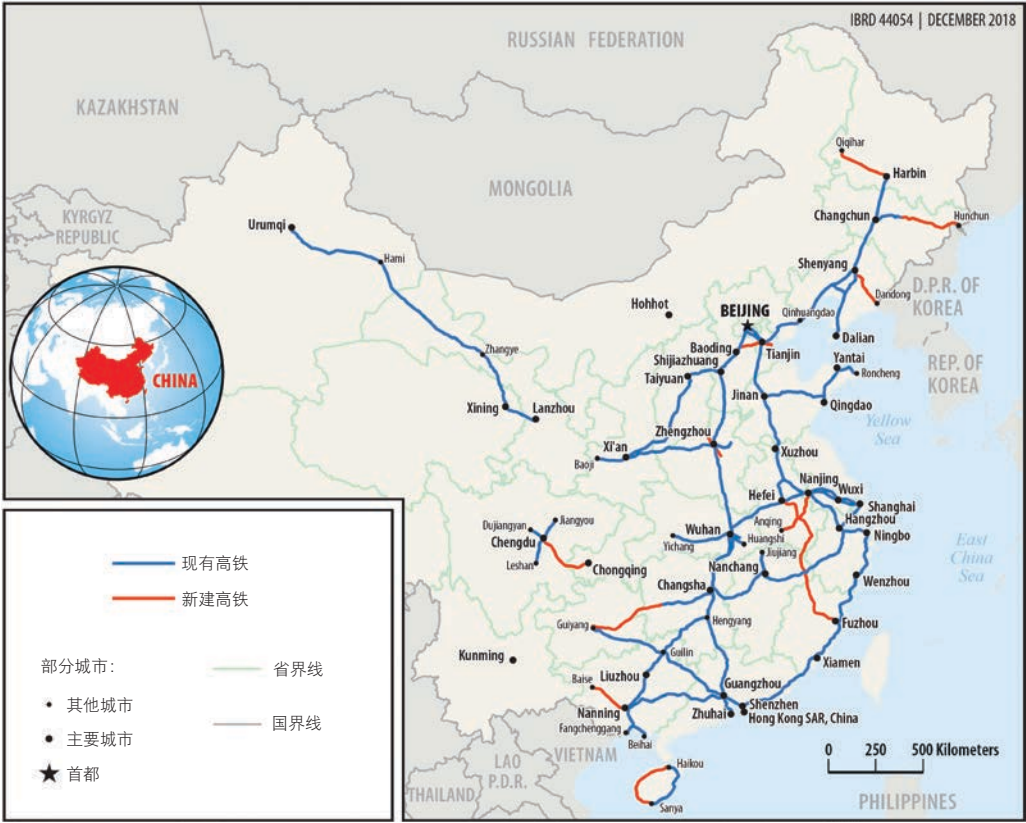 IBRD 44054 | DECEMBER 2018
RUSSIAN FEDERATION
KAZAKHSTAN
MONGOLIA
KYRGYZ
REPUBLIC
Qiqihar
Harbin
Changchun
Hunchun
Urumqi
Hami
Shenyang
Dandong
D.P.R. OF
KOREA
Hohhot
BEIJING
Qinhuangdao
Dalian
Baoding
Tianjin
Shijiazhuang
Taiyuan
Yantai
Roncheng
REP. OF
KOREA
Zhangye
Xining
Lanzhou
Jinan
Qingdao
Yellow
Sea
CHINA
Zhengzhou
Xi'an
Baoji
Xuzhou
Nanjing
Wuxi
Hefei
Shanghai
Hangzhou
Anqing
Ningbo
Dujiangyan
Jiangyou
Chengdu
Leshan
Chongqing
Wuhan
Yichang
Huangshi
Jiujiang
Nanchang
East
China
Sea
Changsha
Wenzhou
Hengyang
Guiyang
Fuzhou
Kunming
Guilin
Xiamen
Liuzhou
Baise
Guangzhou
Shenzhen
Nanning
Zhuhai
Hong Kong SAR, China
Fangchenggang
Beihai
VIETNAM
LAO
P.D.R.
THAILAND
Haikou
Sanya
0 250 500 Kilometers
PHILIPPINES
现有高铁
新建高铁
部分城市：
其他城市
主要城市
首都
省界线
国界线